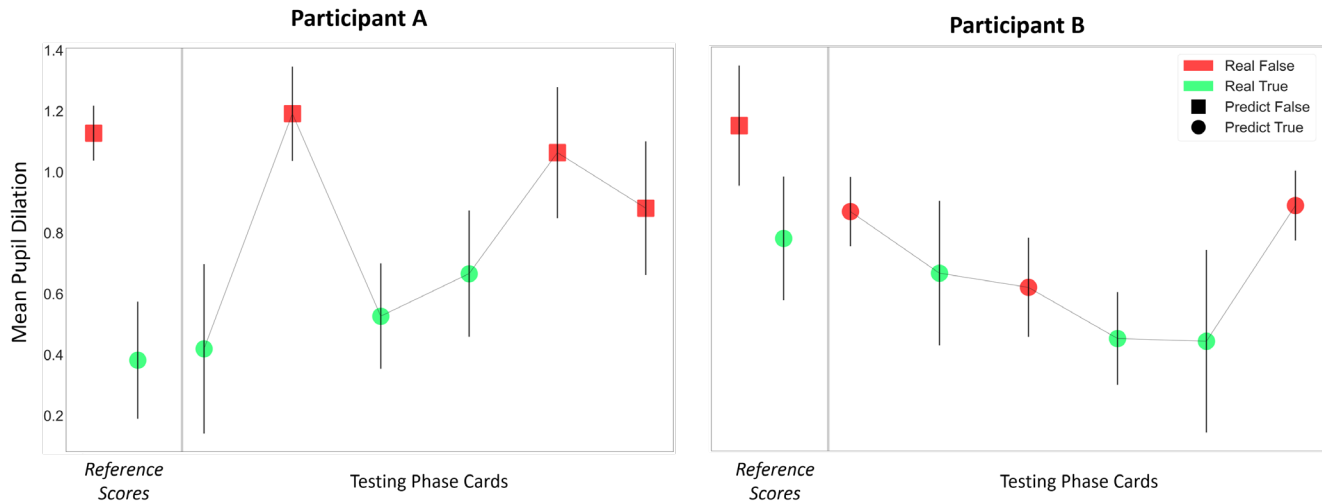 Participant A
Participant B
Mean Pupil Dilation
1.4
1.2
1.0
0.8
0.6
0.4
0.2
Real False
Real True
Predict False
Predict True
Reference
Scores
Testing Phase Cards
Reference
Scores
Testing Phase Cards